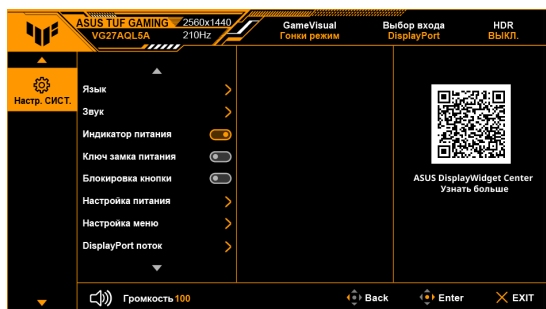 ASUS TUF GAMING
VG27AQL5A
2560x1440
210Hz
GameVisual
Гонки режим
Выбор входа
DisplayPort
HDR
ВЫКЛ.
Настр. СИСТ.
Язык
Звук
Индикатор питания
Ключ замка питания
Блокировка кнопки
Настройка питания
Настройка меню
DisplayPort поток
ASUS DisplayWidget Center
Узнать больше
Громкость 100
Back
Enter
EXIT